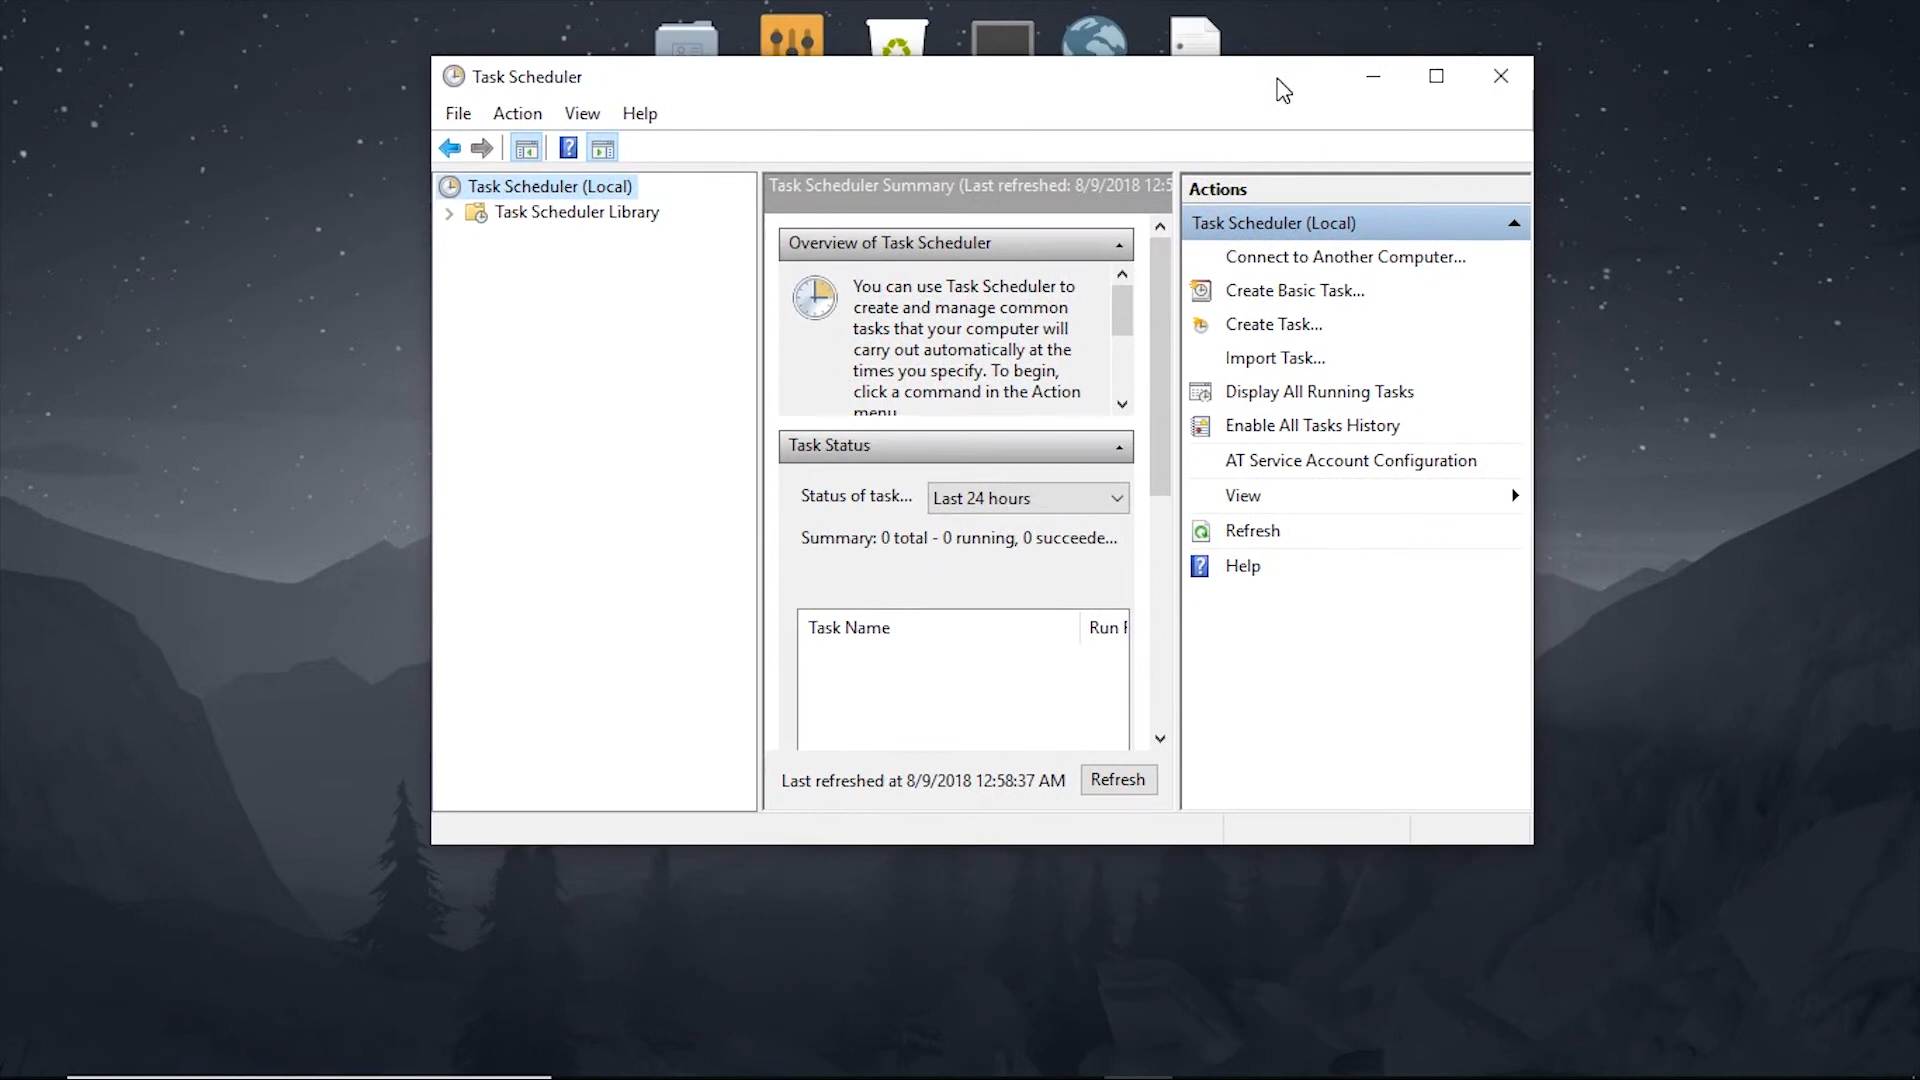 Task Scheduler
File Action View Help
Task Scheduler (Local)
Task Scheduler Library
Task Scheduler Summary (Last refreshed: 8/9/2018 12:5
Overview of Task Scheduler
You can use Task Scheduler to
create and manage common
tasks that your computer will
carry out automatically at the
times you specify. To begin,
click a command in the Action
menu
Task Status
Status of task... Last 24 hours
Summary: 0 total - 0 running, 0 succeede...
Task Name Run
Last refreshed at 8/9/2018 12:58:37 AM Refresh
Actions
Task Scheduler (Local)
Connect to Another Computer...
Create Basic Task...
Create Task...
Import Task...
Display All Running Tasks
Enable All Tasks History
AT Service Account Configuration
View
Refresh
Help